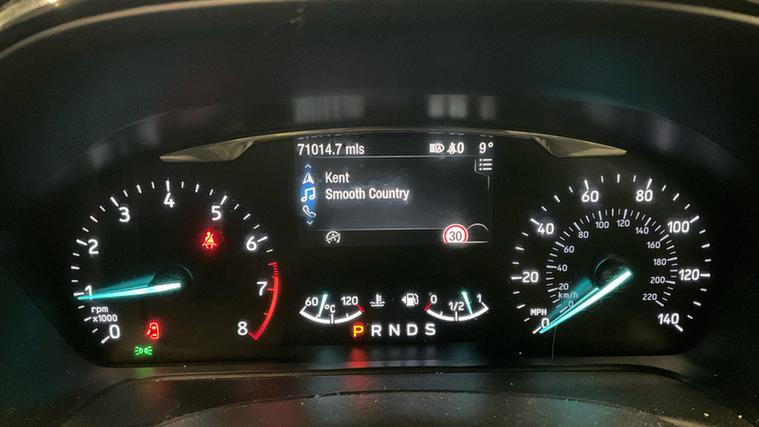 71014.7 mls 0 9°
Kent
Smooth Country
30
0 1 2 3 4 5 6 7 8
rpm
x1000
60 °C 120
0 1/2 1
P R N D S
0 20 40 60 80 100 120 140
MPH
0 20 40 60 80 100 120 140 160 180 200 220
km/h